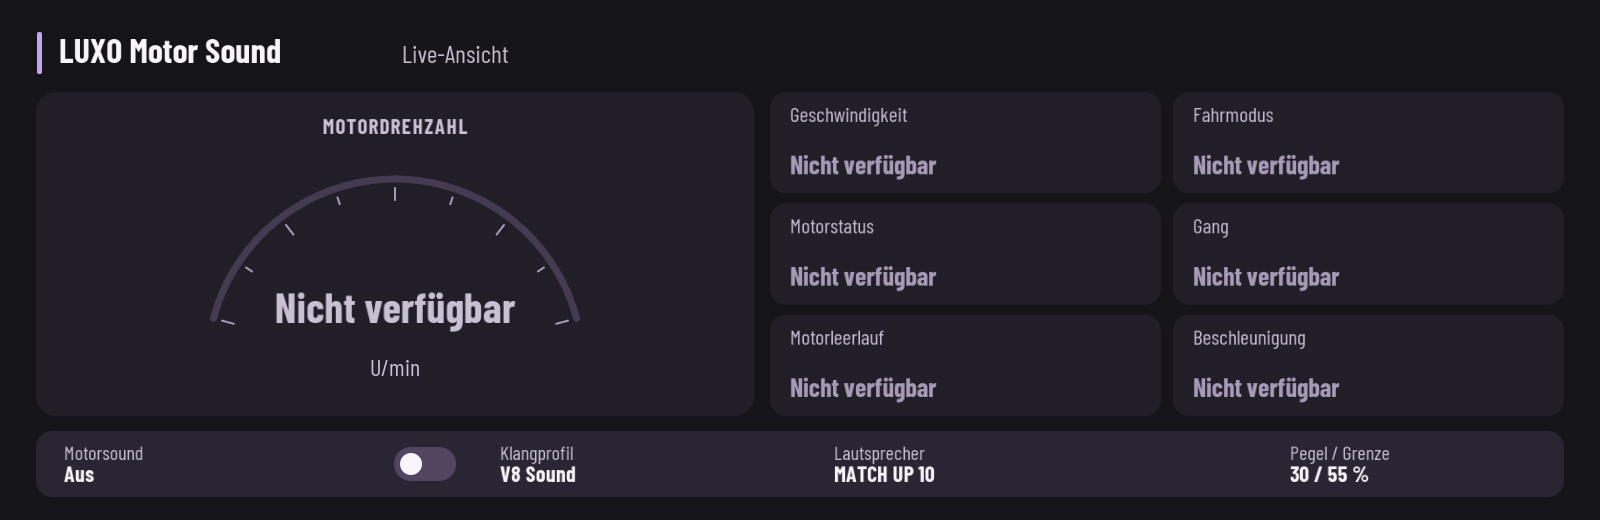 LUXO Motor Sound
Live-Ansicht
MOTORDREHZAHL
Nicht verfügbar
U/min
Geschwindigkeit
Nicht verfügbar
Fahrmodus
Nicht verfügbar
Motorstatus
Nicht verfügbar
Gang
Nicht verfügbar
Motorleerlauf
Nicht verfügbar
Beschleunigung
Nicht verfügbar
Motorsound
Aus
Klangprofil
V8 Sound
Lautsprecher
MATCH UP 10
Pegel / Grenze
30 / 55 %